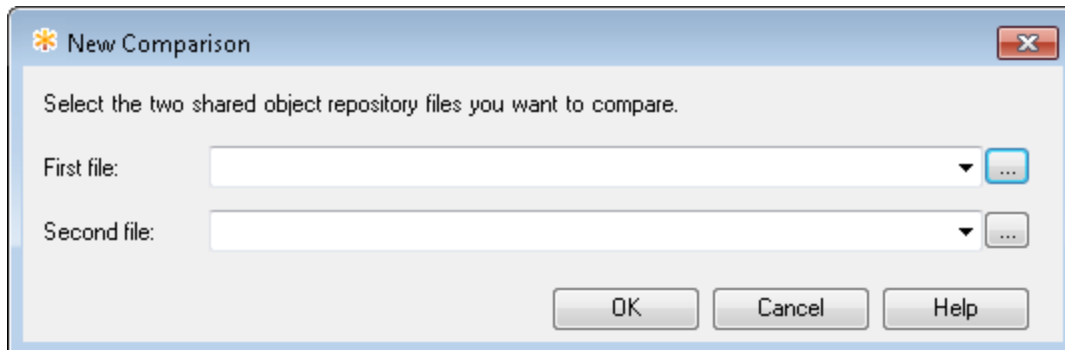 New Comparison
Select the two shared object repository files you want to compare.
First file:
...
Second file:
...
OK Cancel Help